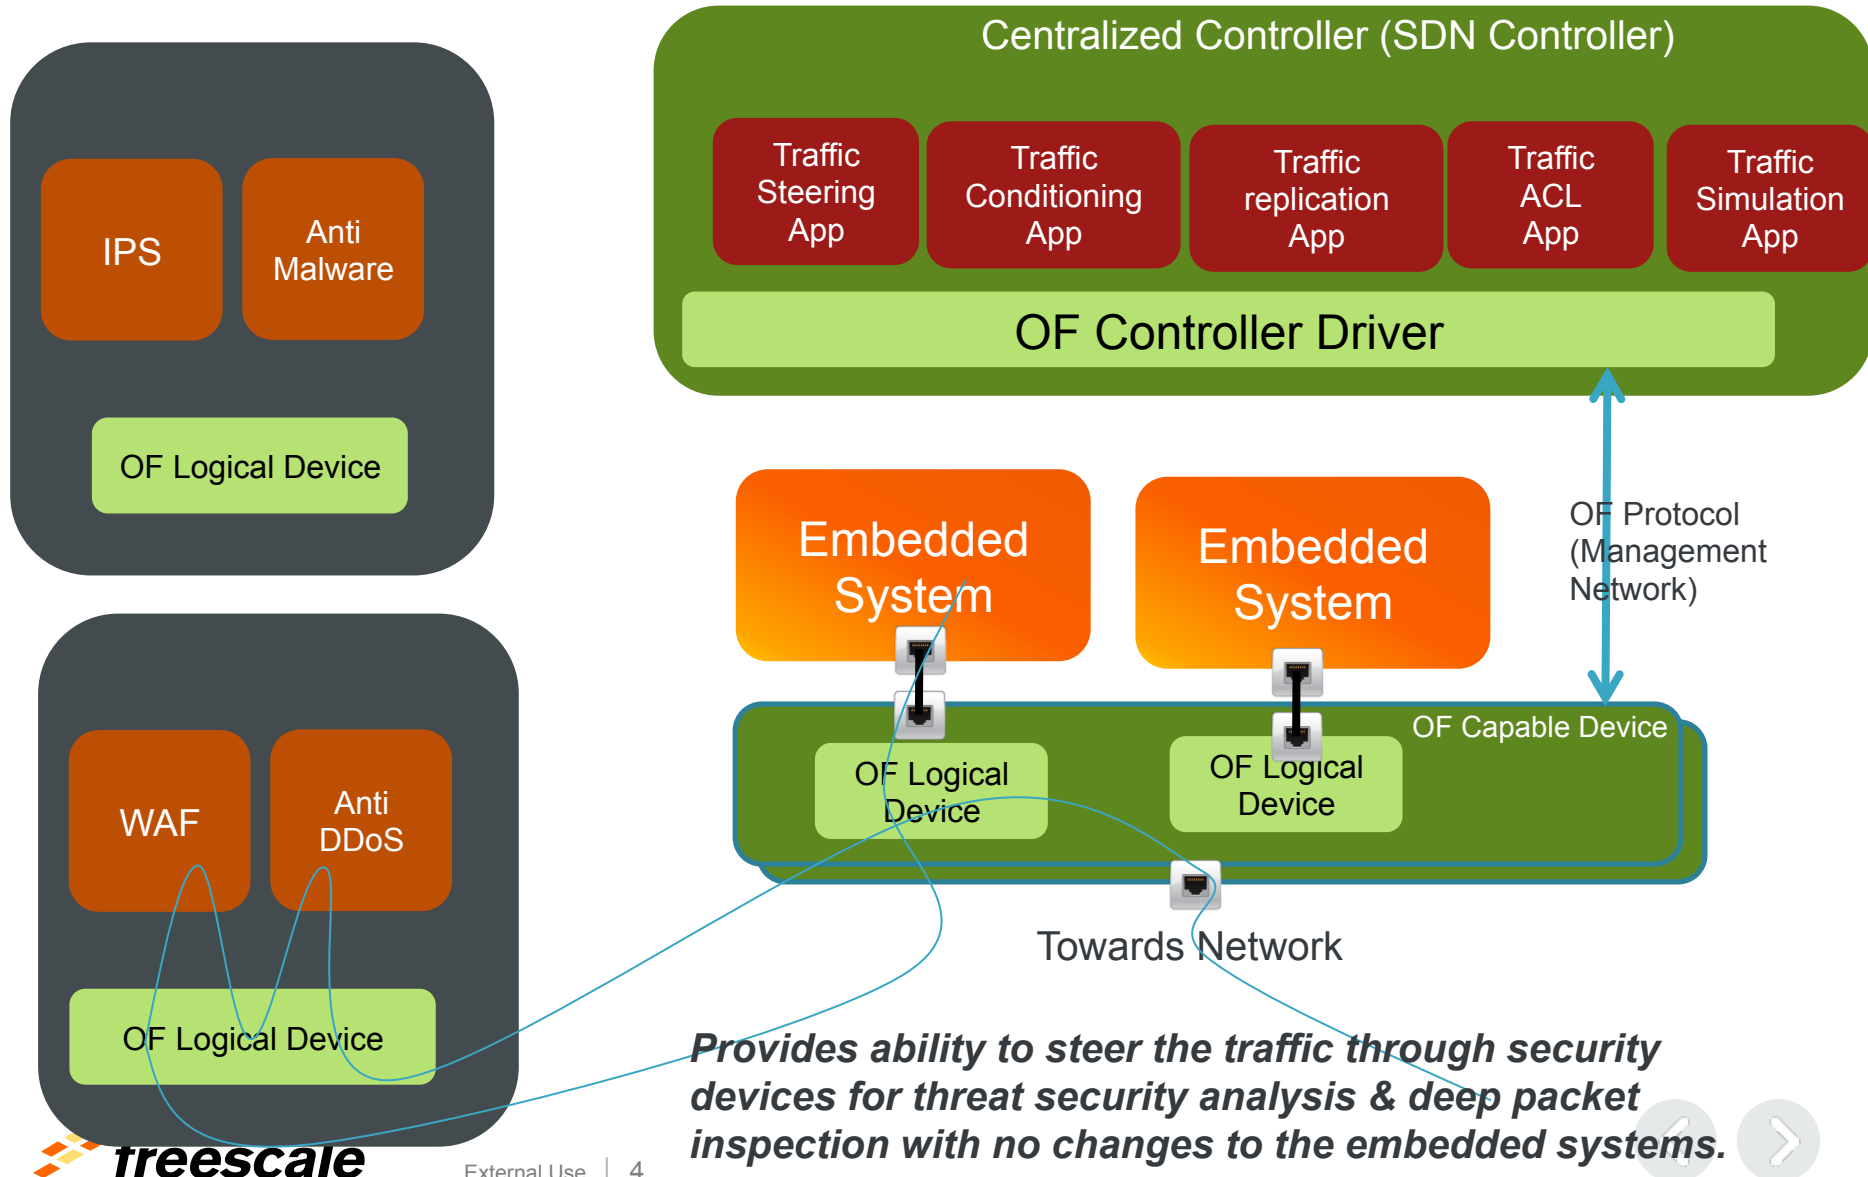 Centralized Controller (SDN Controller)
Traffic
Steering
App
Traffic
Conditioning
App
Traffic
replication
App
Traffic
ACL
App
Traffic
Simulation
App
OF Controller Driver
IPS
Anti
Malware
OF Logical Device
Embedded
System
Embedded
System
OF Protocol
(Management
Network)
OF Capable Device
OF Logical
Device
OF Logical
Device
WAF
Anti
DDoS
OF Logical Device
Towards Network
Provides ability to steer the traffic through security
devices for threat security analysis & deep packet
inspection with no changes to the embedded systems.
freescale
External Use | 4